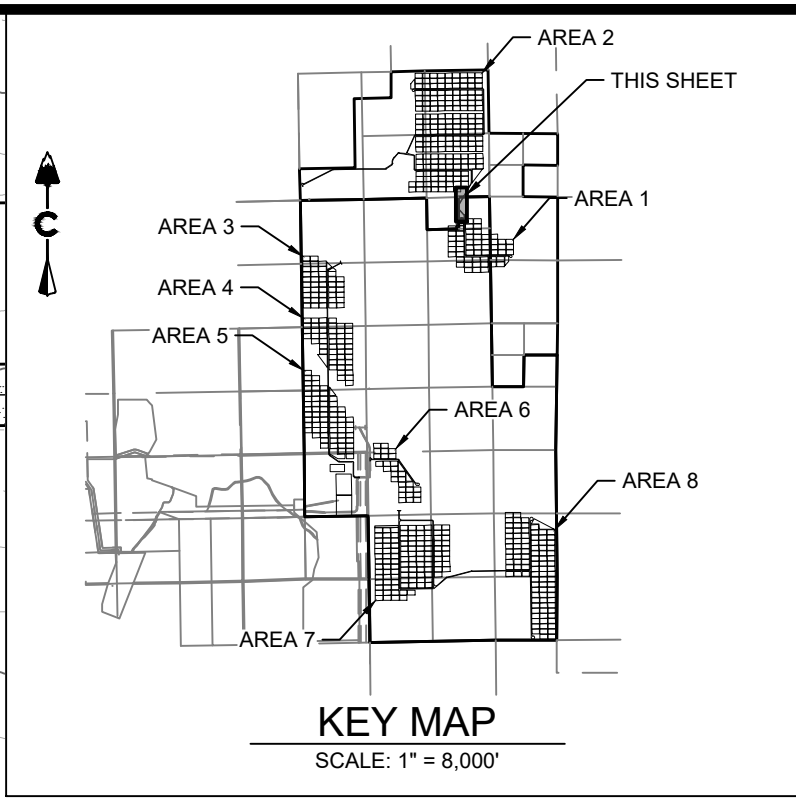 AREA 2
THIS SHEET
AREA 1
AREA 3
AREA 4
AREA 5
AREA 6
AREA 8
AREA 7
KEY MAP
SCALE: 1" = 8,000'